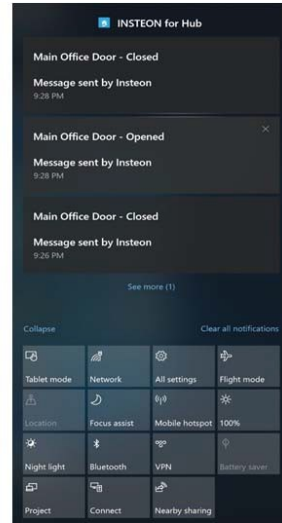 INSTEON for Hub
Main Office Door - Closed
Message sent by Insteon
9:28 PM
Main Office Door - Opened
Message sent by Insteon
9:28 PM
Main Office Door - Closed
Message sent by Insteon
9:26 PM
See more (1)
Collapse Clear all notifications
Tablet mode Network All settings Flight mode
Location Focus assist Mobile hotspot 100%
Night light Bluetooth VPN Battery saver
Project Connect Nearby sharing